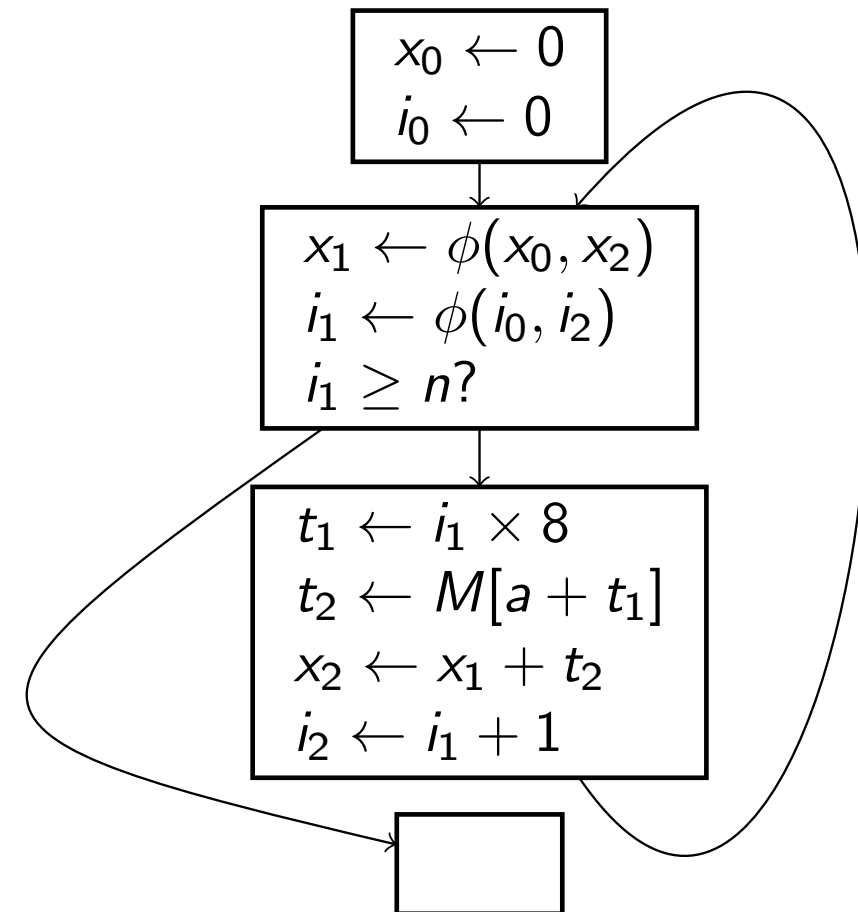 x₀ ← 0
i₀ ← 0
x₁ ← ϕ(x₀, x₂)
i₁ ← ϕ(i₀, i₂)
i₁ ≥ n?
t₁ ← i₁ × 8
t₂ ← M[a + t₁]
x₂ ← x₁ + t₂
i₂ ← i₁ + 1